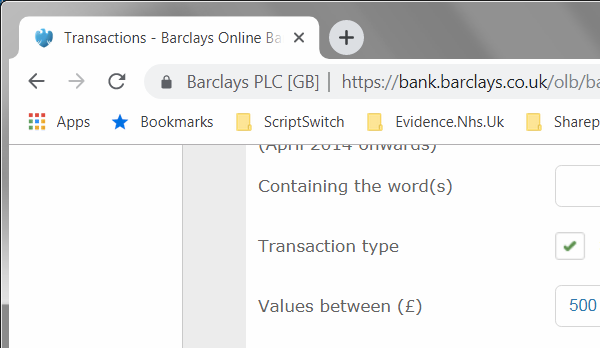 Transactions - Barclays Online Ba
Barclays PLC [GB] | https://bank.barclays.co.uk/olb/ba
Apps Bookmarks ScriptSwitch Evidence.Nhs.Uk Sharep
(April 2014 onwards)
Containing the word(s)
Transaction type
Values between (£) 500